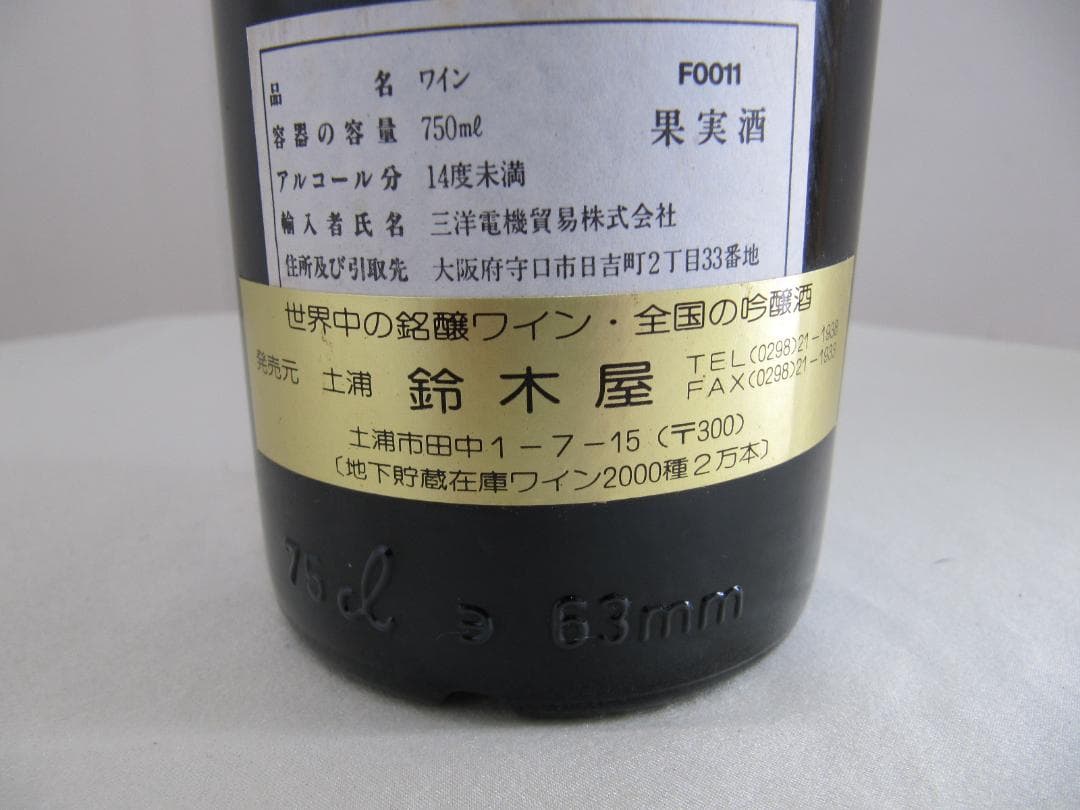 F0011
果実酒
品名 ワイン
容器の容量 750mℓ
アルコール分 14度未満
輸入者氏名 三洋電機貿易株式会社
住所及び引取先 大阪府守口市日吉町2丁目33番地
世界中の銘醸ワイン・全国の吟醸酒
発売元 土浦 鈴木屋
TEL(0298)21-1938
FAX(0298)21-1933
土浦市田中1-7-15(〒300)
〔地下貯蔵在庫ワイン2000種2万本〕
75cl 3 63mm